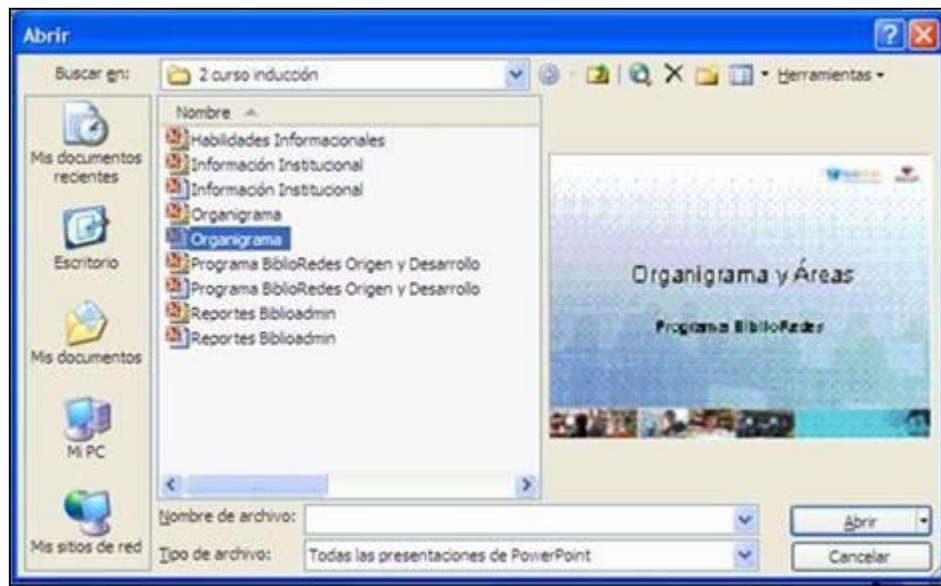 Abrir
Buscar en:
2 curso inducción
Herramientas
Mis documentos
recientes
Escritorio
Mis documentos
Mi PC
Mis sitios de red
Nombre
Habilidades Informacionales
Información Institucional
Información Institucional
Organigrama
Organigrama
Programa BiblioRedes Origen y Desarrollo
Programa BiblioRedes Origen y Desarrollo
Reportes Biblioadmin
Reportes Biblioadmin
Organigrama y Áreas
Programa BiblioRedes
Nombre de archivo:
Abrir
Tipo de archivo:
Todas las presentaciones de PowerPoint
Cancelar